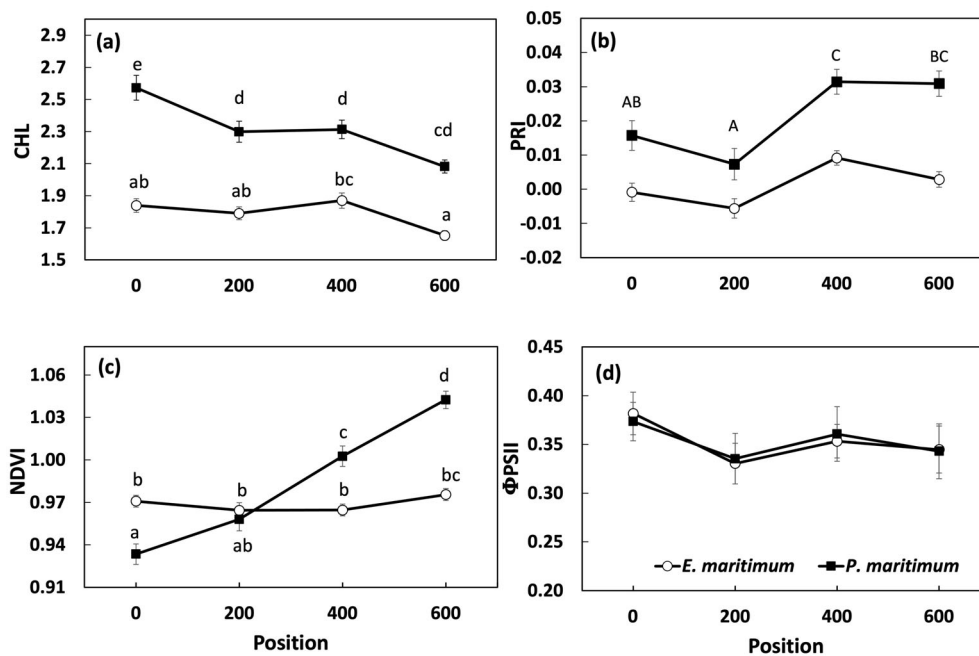 (a)
CHL
2.9
2.7
2.5
2.3
2.1
1.9
1.7
1.5
e
d
d
cd
ab
ab
bc
a
0 200 400 600
(b)
PRI
0.05
0.04
0.03
0.02
0.01
0.00
-0.01
-0.02
AB
A
C
BC
0 200 400 600
(c)
NDVI
1.06
1.03
1.00
0.97
0.94
0.91
b
b
b
bc
a
ab
c
d
0 200 400 600
Position
(d)
ΦPSII
0.45
0.40
0.35
0.30
0.25
0.20
E. maritimum P. maritimum
0 200 400 600
Position